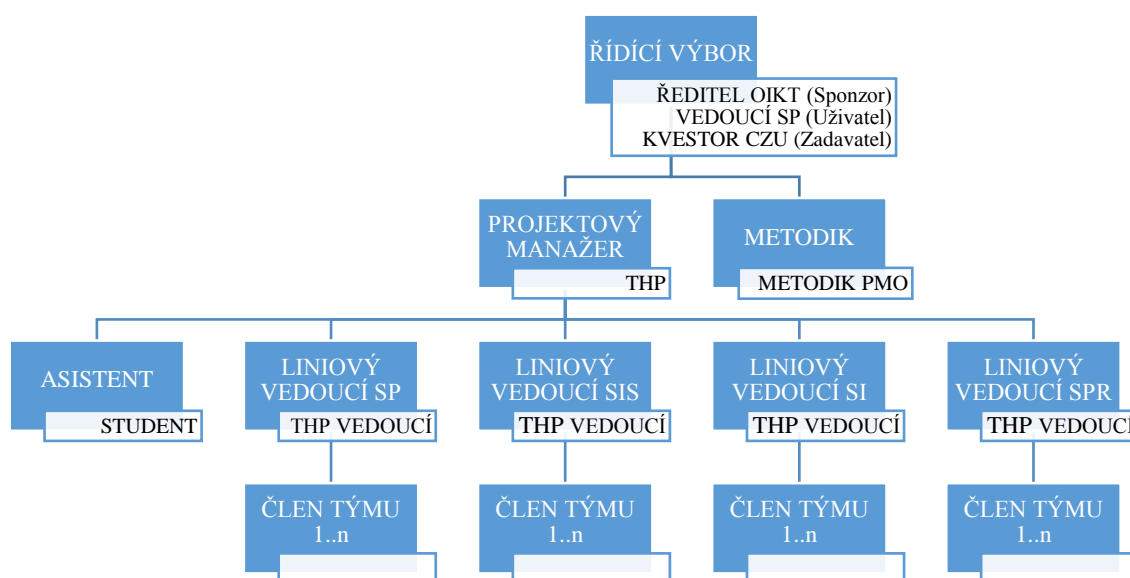 ŘÍDÍCÍ VÝBOR
ŘEDITEL OIKT (Sponzor)
VEDOUCÍ SP (Uživatel)
KVESTOR CZU (Zadavatel)
PROJEKTOVÝ
MANAŽER
THP
METODIK
METODIK PMO
ASISTENT
STUDENT
LINIOVÝ
VEDOUCÍ SP
THP VEDOUCÍ
LINIOVÝ
VEDOUCÍ SIS
THP VEDOUCÍ
LINIOVÝ
VEDOUCÍ SI
THP VEDOUCÍ
LINIOVÝ
VEDOUCÍ SPR
THP VEDOUCÍ
ČLEN TÝMU
1..n
ČLEN TÝMU
1..n
ČLEN TÝMU
1..n
ČLEN TÝMU
1..n